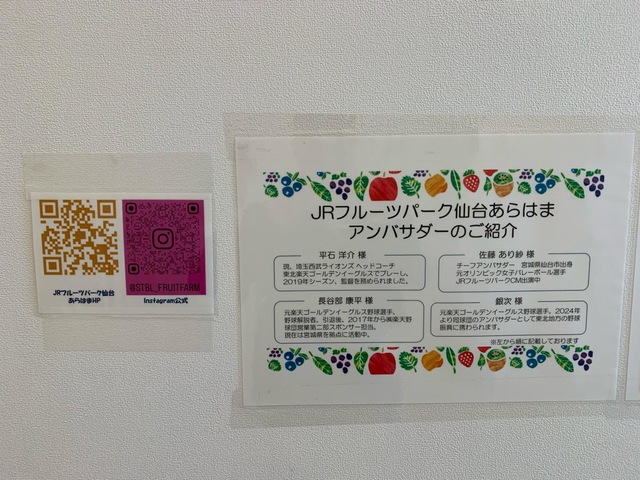 JRフルーツパーク仙台
あらはまHP
@STBL_FRUITFARM
Instagram公式
JRフルーツパーク仙台あらはま
アンバサダーのご紹介
平石 洋介 様
現、埼玉西武ライオンズ ヘッドコーチ
東北楽天ゴールデンイーグルスでプレーし、
2019年シーズン、監督を務められました。
佐藤 あり紗 様
チーフアンバサダー 宮城県仙台市出身
元オリンピック女子バレーボール選手
JRフルーツパークCM出演中
長谷部 康平 様
元楽天ゴールデンイーグルス野球選手。
野球解説者。引退後、2017年から㈱楽天野
球団営業第二部スポンサー担当。
現在は宮城県を拠点に活動中。
銀次 様
元楽天ゴールデンイーグルス野球選手。2024年
より同球団のアンバサダーとして東北地方の野球
振興に携わられます。
※左から順に記載しております